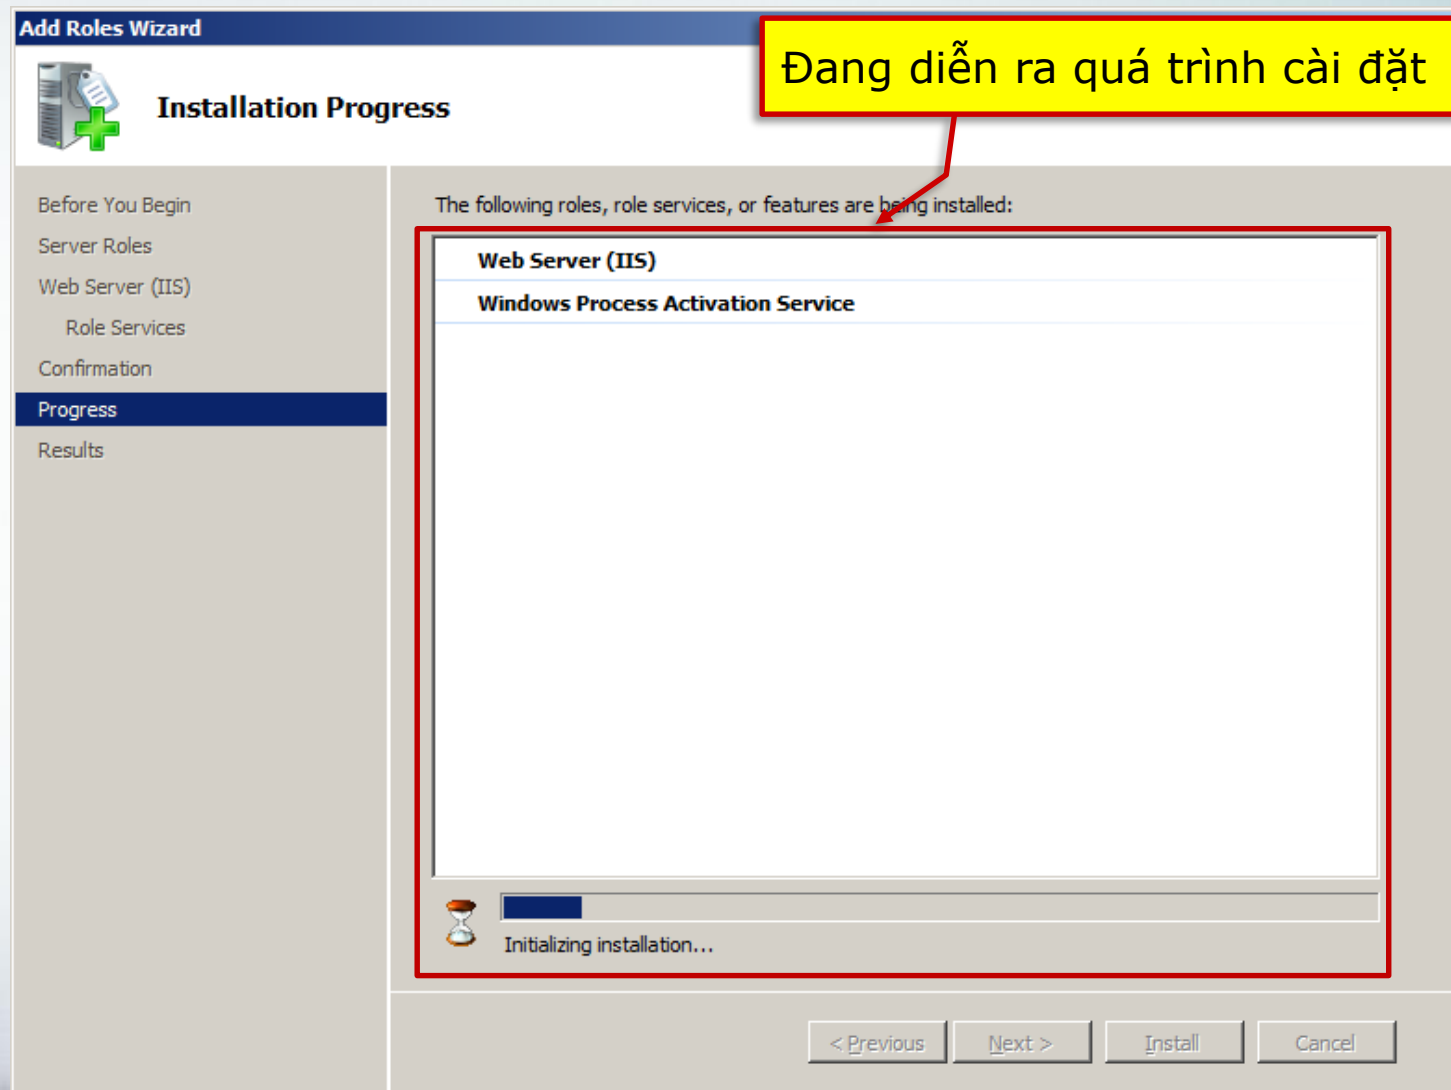 Add Roles Wizard
Đang diễn ra quá trình cài đặt
Installation Progress
Before You Begin
Server Roles
Web Server (IIS)
Role Services
Confirmation
Progress
Results
The following roles, role services, or features are being installed:
Web Server (IIS)
Windows Process Activation Service
Initializing installation...
< Previous
Next >
Install
Cancel